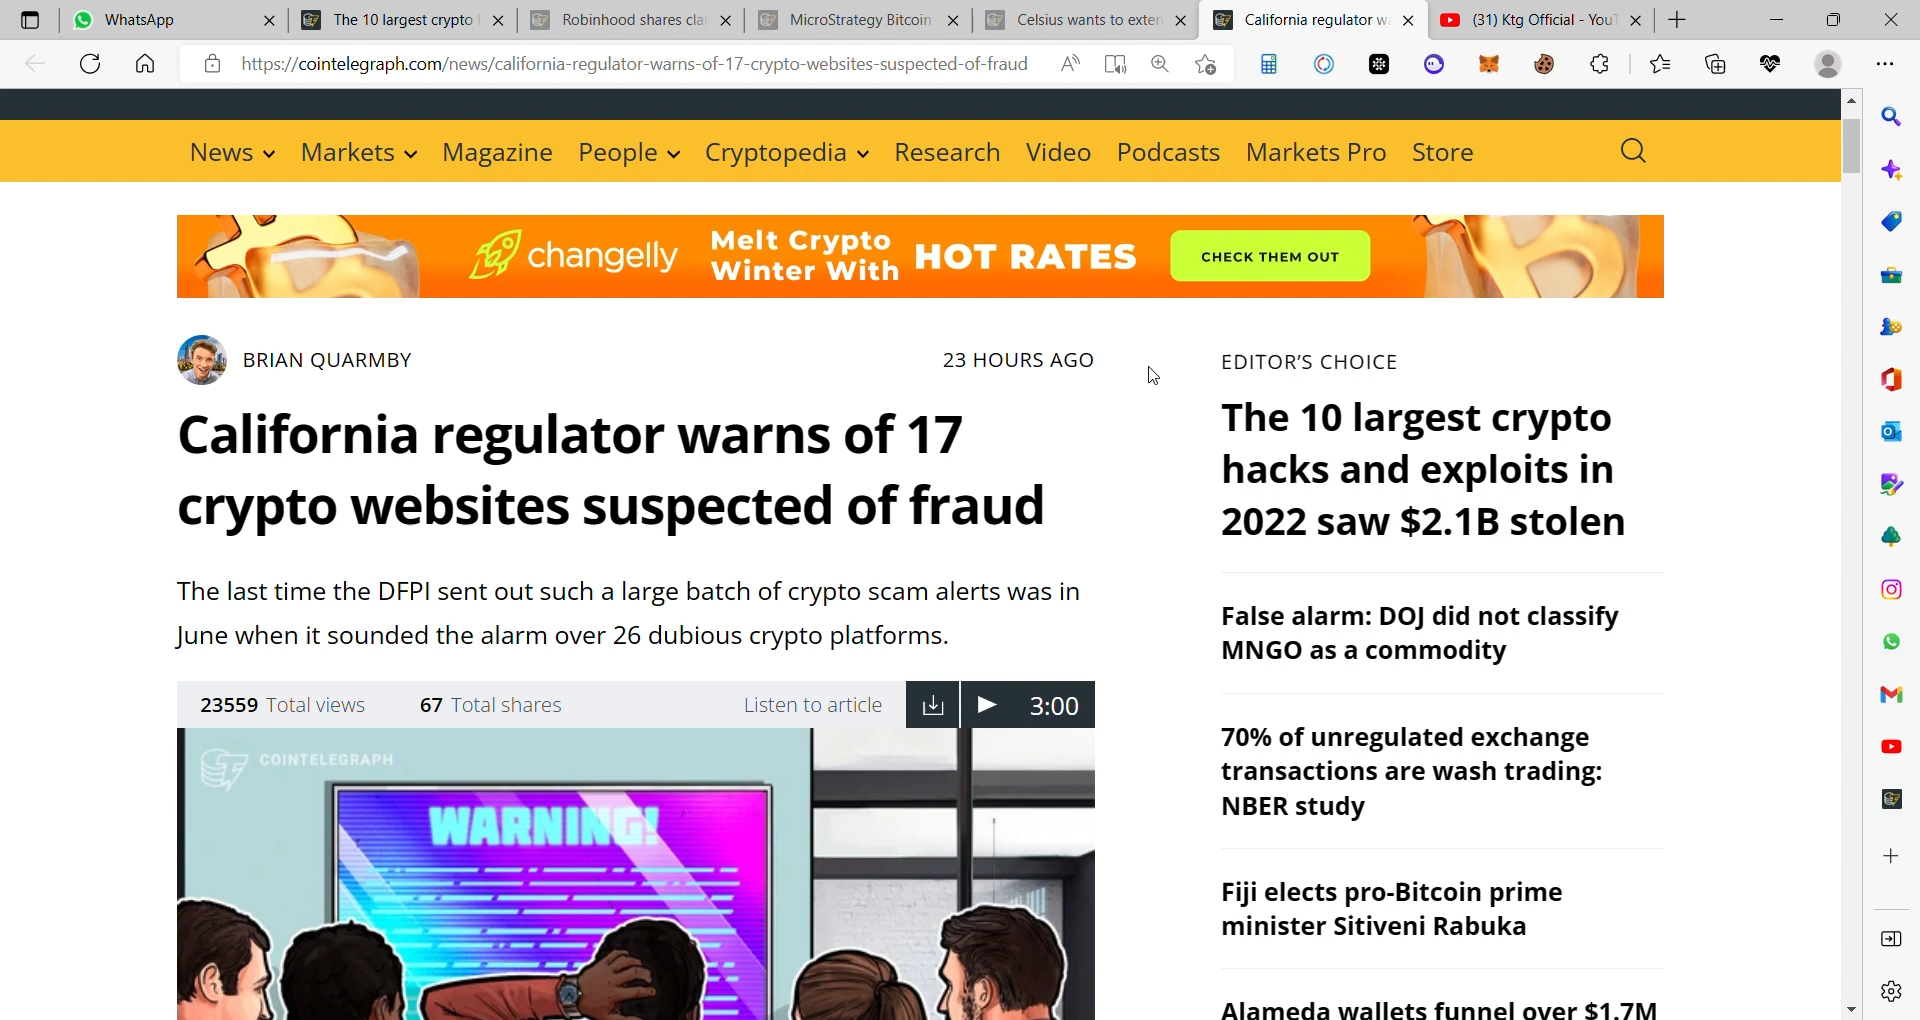 WhatsApp
The 10 largest crypto
Robinhood shares clai
MicroStrategy Bitcoin
Celsius wants to exten
California regulator wa
(31) Ktg Official - YouT
https://cointelegraph.com/news/california-regulator-warns-of-17-crypto-websites-suspected-of-fraud
News Markets Magazine People Cryptopedia Research Video Podcasts Markets Pro Store
changelly
Melt Crypto
Winter With
HOT RATES
CHECK THEM OUT
BRIAN QUARMBY
23 HOURS AGO
California regulator warns of 17
crypto websites suspected of fraud
The last time the DFPI sent out such a large batch of crypto scam alerts was in
June when it sounded the alarm over 26 dubious crypto platforms.
23559 Total views 67 Total shares Listen to article 3:00
COINTELEGRAPH
WARNING!
EDITOR'S CHOICE
The 10 largest crypto
hacks and exploits in
2022 saw $2.1B stolen
False alarm: DOJ did not classify
MNGO as a commodity
70% of unregulated exchange
transactions are wash trading:
NBER study
Fiji elects pro-Bitcoin prime
minister Sitiveni Rabuka
Alameda wallets funnel over $1.7M